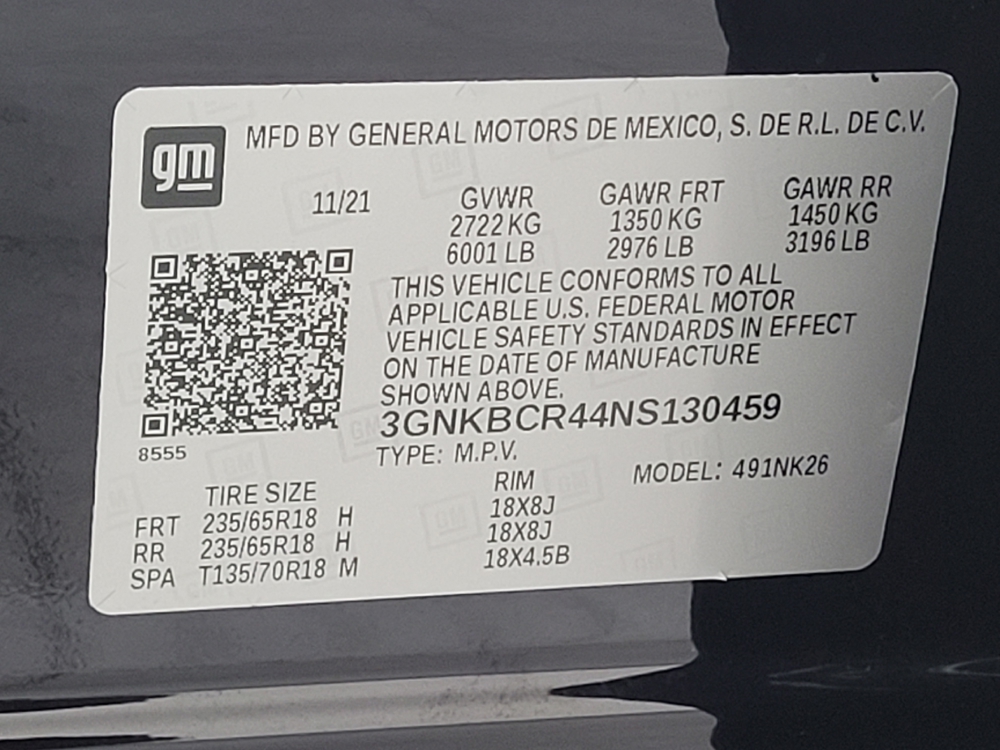 gm
MFD BY GENERAL MOTORS DE MEXICO, S. DE R.L. DE C.V.
11/21 GVWR GAWR FRT GAWR RR
2722 KG 1350 KG 1450 KG
6001 LB 2976 LB 3196 LB
THIS VEHICLE CONFORMS TO ALL
APPLICABLE U.S. FEDERAL MOTOR
VEHICLE SAFETY STANDARDS IN EFFECT
ON THE DATE OF MANUFACTURE
SHOWN ABOVE.
3GNKBCR44NS130459
8555
TYPE: M.P.V. MODEL: 491NK26
TIRE SIZE RIM
FRT 235/65R18 H 18X8J
RR 235/65R18 H 18X8J
SPA T135/70R18 M 18X4.5B